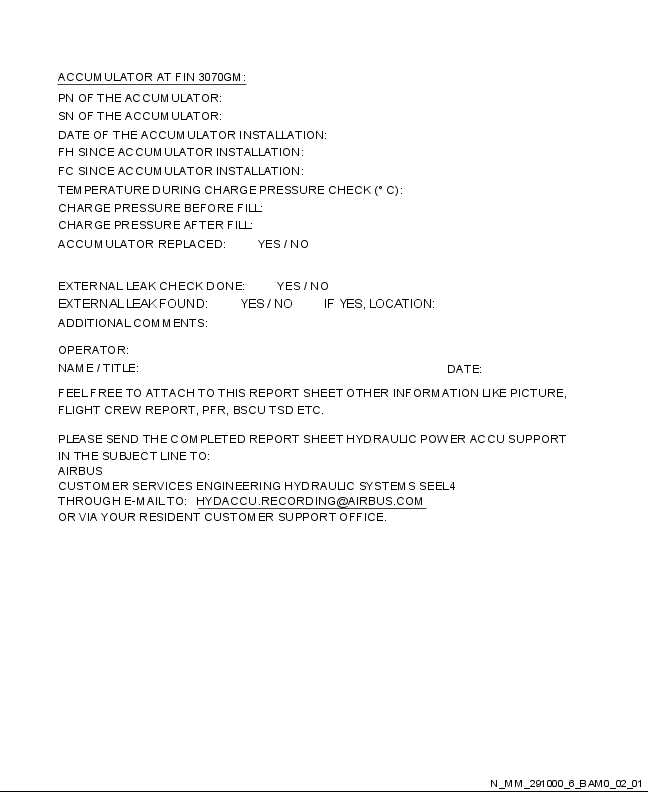 ACCUMULATOR AT FIN 3070GM:
PN OF THE ACCUMULATOR:
SN OF THE ACCUMULATOR:
DATE OF THE ACCUMULATOR INSTALLATION:
FH SINCE ACCUMULATOR INSTALLATION:
FC SINCE ACCUMULATOR INSTALLATION:
TEMPERATURE DURING CHARGE PRESSURE CHECK (° C):
CHARGE PRESSURE BEFORE FILL:
CHARGE PRESSURE AFTER FILL:
ACCUMULATOR REPLACED: YES / NO
EXTERNAL LEAK CHECK DONE: YES / NO
EXTERNAL LEAK FOUND: YES / NO IF YES, LOCATION:
ADDITIONAL COMMENTS:
OPERATOR:
NAME / TITLE: DATE:
FEEL FREE TO ATTACH TO THIS REPORT SHEET OTHER INFORMATION LIKE PICTURE,
FLIGHT CREW REPORT, PFR, BSCU TSD ETC.
PLEASE SEND THE COMPLETED REPORT SHEET HYDRAULIC POWER ACCU SUPPORT
IN THE SUBJECT LINE TO:
AIRBUS
CUSTOMER SERVICES ENGINEERING HYDRAULIC SYSTEMS SEEL4
THROUGH E-MAIL TO: HYDACCU.RECORDING@AIRBUS.COM
OR VIA YOUR RESIDENT CUSTOMER SUPPORT OFFICE.
N_MM_291000_6_BAM0_02_01